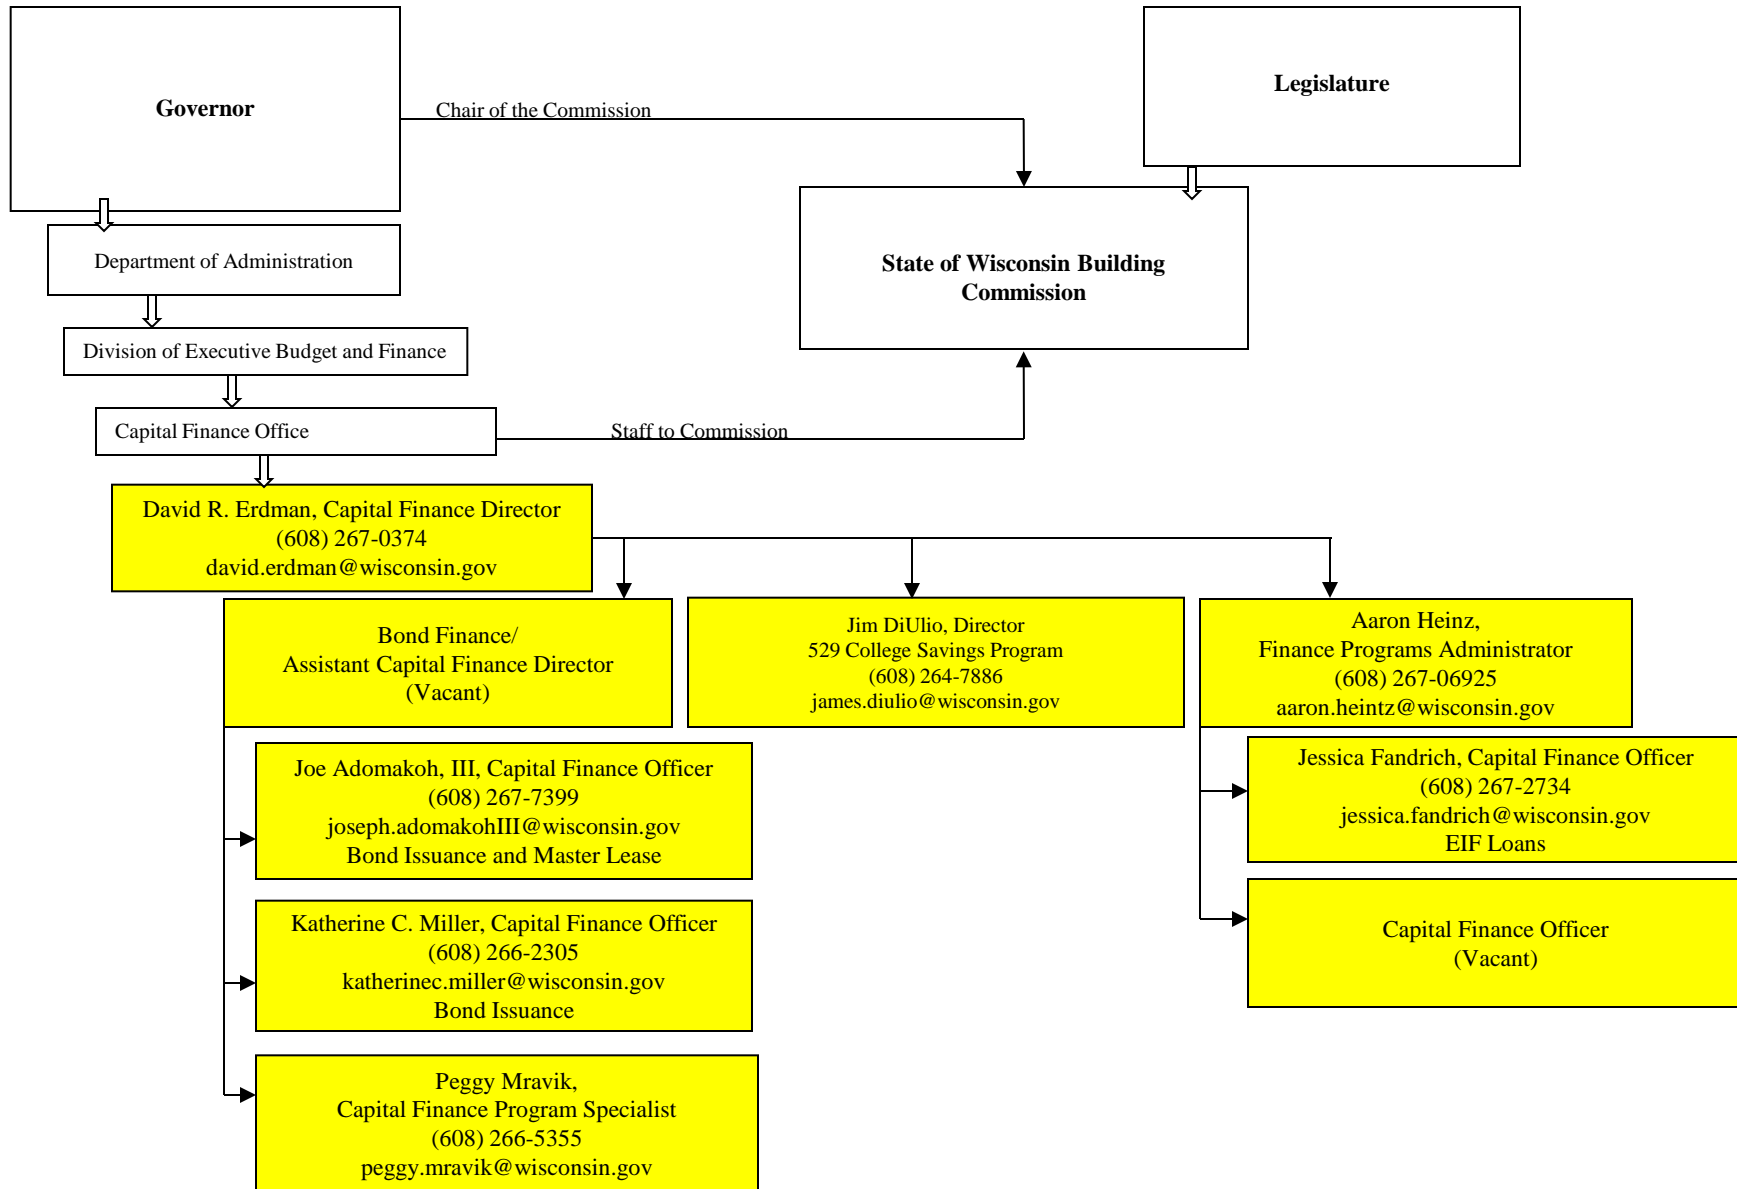 Governor
Chair of the Commission
Legislature
Department of Administration
State of Wisconsin Building
Commission
Division of Executive Budget and Finance
Capital Finance Office
Staff to Commission
David R. Erdman, Capital Finance Director
(608) 267-0374
david.erdman@wisconsin.gov
Bond Finance/
Assistant Capital Finance Director
(Vacant)
Jim DiUlio, Director
529 College Savings Program
(608) 264-7886
james.diulio@wisconsin.gov
Aaron Heinz,
Finance Programs Administrator
(608) 267-06925
aaron.heintz@wisconsin.gov
Joe Adomakoh, III, Capital Finance Officer
(608) 267-7399
joseph.adomakohIII@wisconsin.gov
Bond Issuance and Master Lease
Katherine C. Miller, Capital Finance Officer
(608) 266-2305
katherinec.miller@wisconsin.gov
Bond Issuance
Peggy Mravik,
Capital Finance Program Specialist
(608) 266-5355
peggy.mravik@wisconsin.gov
Jessica Fandrich, Capital Finance Officer
(608) 267-2734
jessica.fandrich@wisconsin.gov
EIF Loans
Capital Finance Officer
(Vacant)